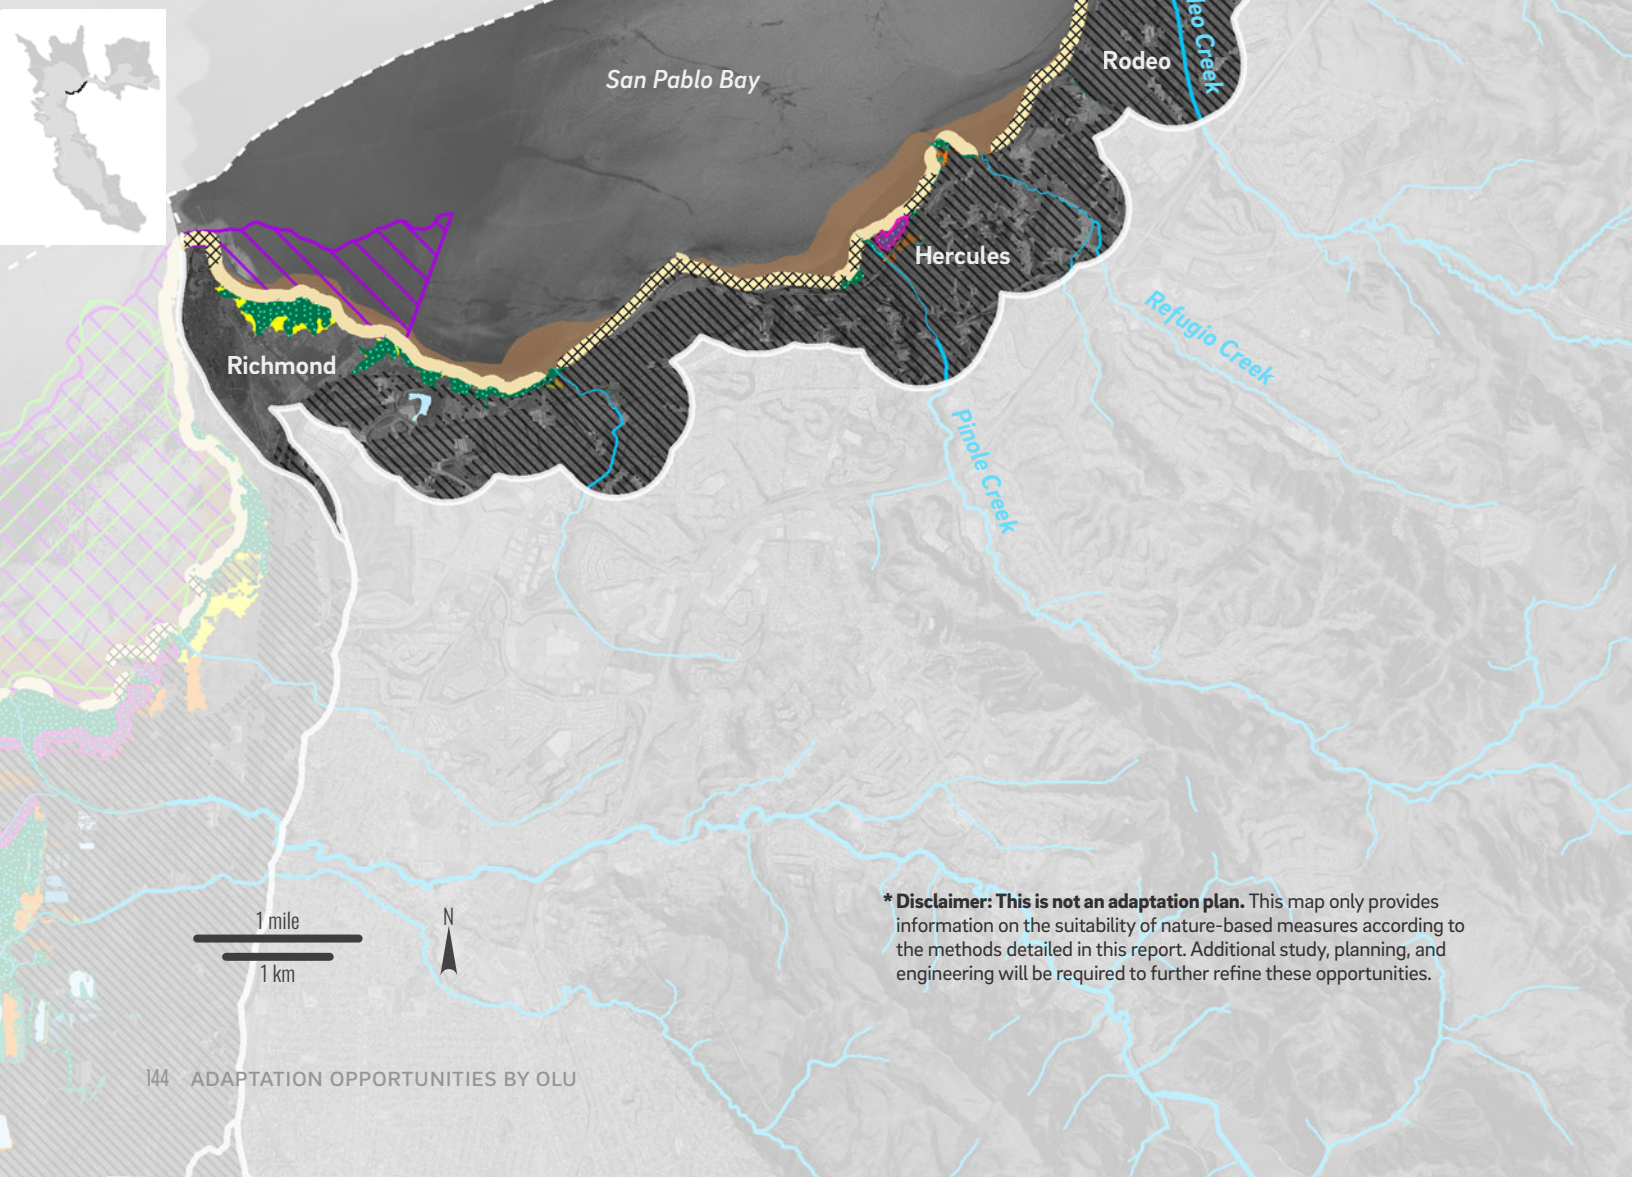 San Pablo Bay
Rodeo
eo Creek
Hercules
Richmond
Refugio Creek
Pinole Creek
1 mile
1 km
N
* Disclaimer: This is not an adaptation plan. This map only provides
information on the suitability of nature-based measures according to
the methods detailed in this report. Additional study, planning, and
engineering will be required to further refine these opportunities.
144 ADAPTATION OPPORTUNITIES BY OLU